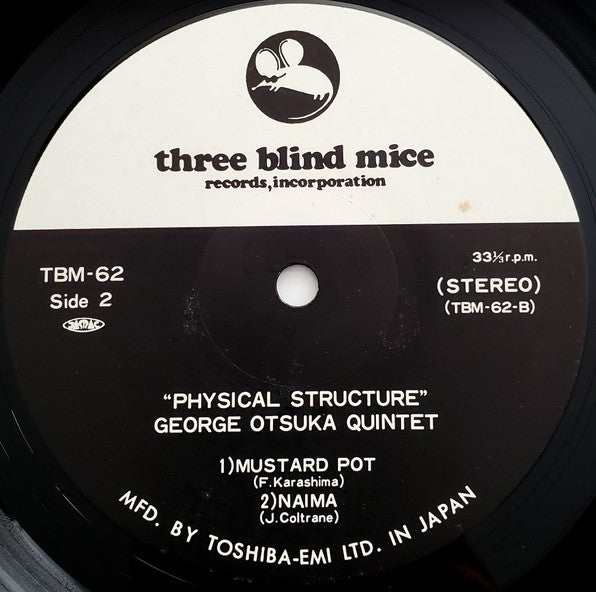 three blind mice
records, incorporation
TBM-62
Side 2
JASRAC
33⅓r.p.m.
(STEREO)
(TBM-62-B)
“PHYSICAL STRUCTURE”
GEORGE OTSUKA QUINTET
1)MUSTARD POT
(F.Karashima)
2)NAIMA
(J.Coltrane)
MFD. BY TOSHIBA-EMI LTD. IN JAPAN